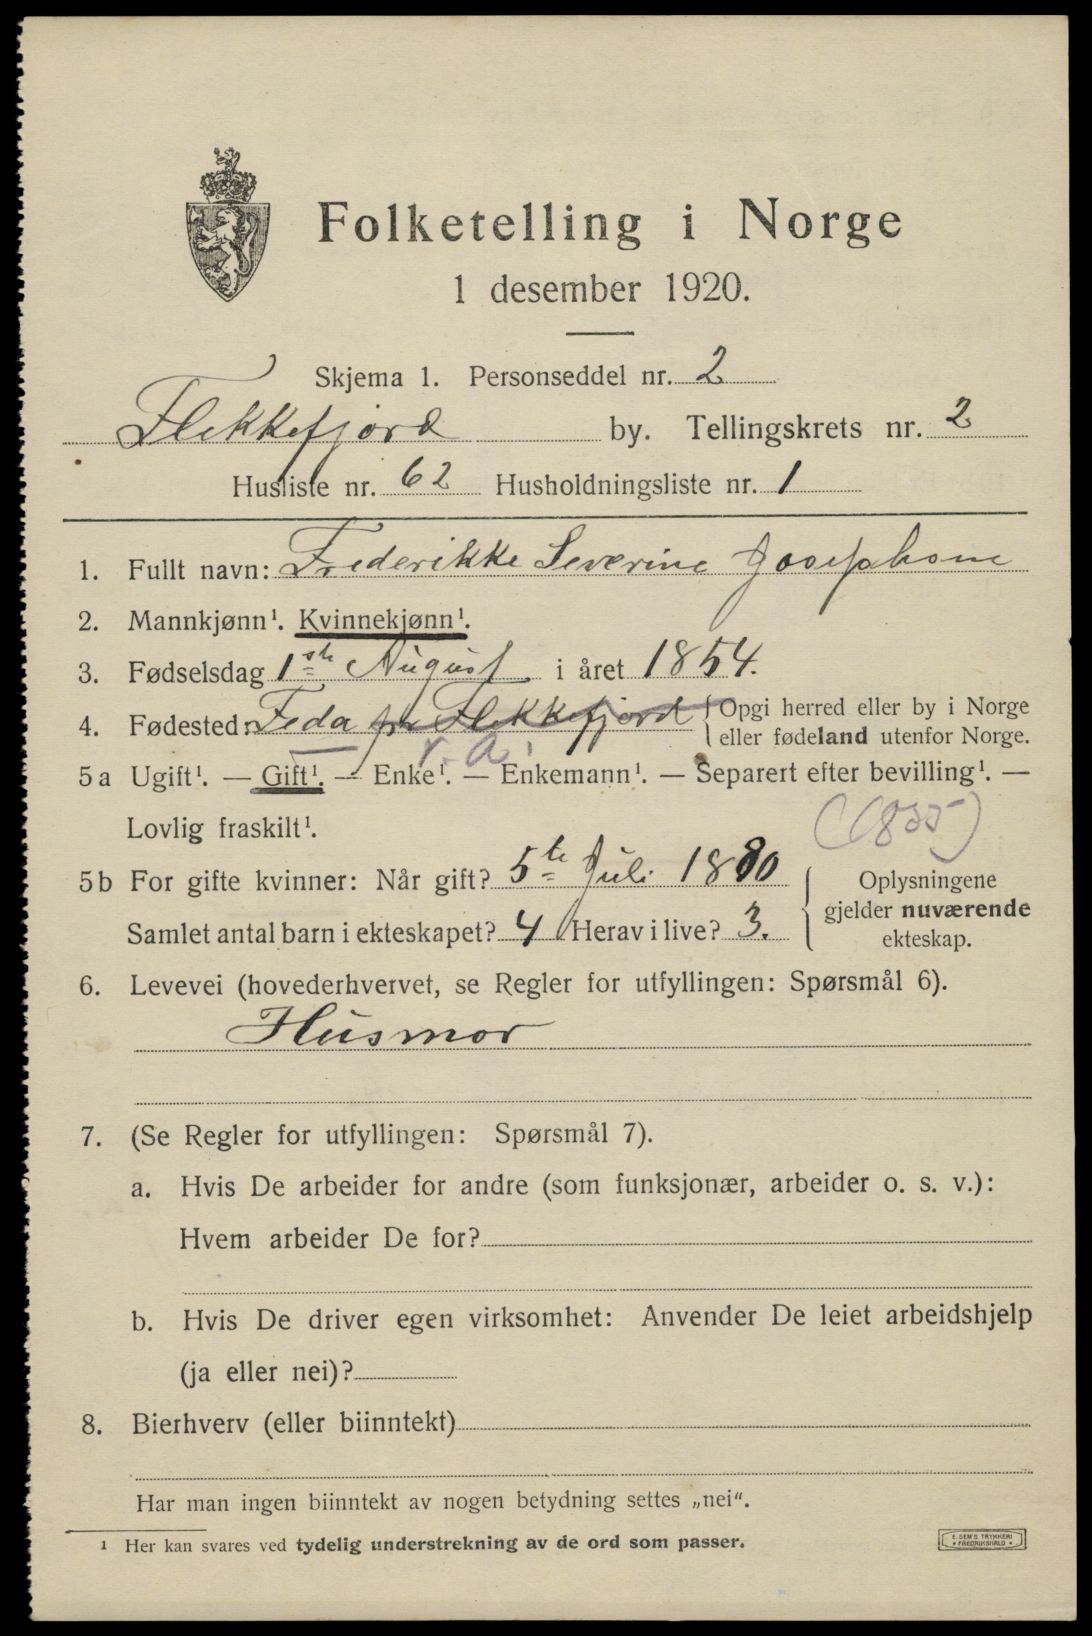 Folketelling i Norge
1 desember 1920.
Skjema 1. Personseddel nr. 2
Flekkefjord by. Tellingskrets nr. 2
Husliste nr. 62 Husholdningsliste nr. 1
1. Fullt navn: Frederikke Severine Josephsen
2. Mannkjønn¹. Kvinnekjønn¹.
3. Fødselsdag 1ste August i året 1854.
4. Fødested: Feda pr Flekkefjord {Opgi herred eller by i Norge
eller fødeland utenfor Norge.
v. a.
5a Ugift¹. — Gift¹. — Enke¹. — Enkemann¹. — Separert efter bevilling¹. —
Lovlig fraskilt¹.
(1855)
5b For gifte kvinner: Når gift? 5te Juli 1880
Samlet antal barn i ekteskapet? 4 Herav i live? 3.
{Oplysningene
gjelder nuværende
ekteskap.
6. Levevei (hovederhvervet, se Regler for utfyllingen: Spørsmål 6).
Husmor
7. (Se Regler for utfyllingen: Spørsmål 7).
a. Hvis De arbeider for andre (som funksjonær, arbeider o. s. v.):
Hvem arbeider De for?
b. Hvis De driver egen virksomhet: Anvender De leiet arbeidshjelp
(ja eller nei)?
8. Bierhverv (eller biinntekt)
Har man ingen biinntekt av nogen betydning settes „nei“.
¹ Her kan svares ved tydelig understrekning av de ord som passer.
E. SEM'S TRYKKERI
• FREDRIKSHALD •